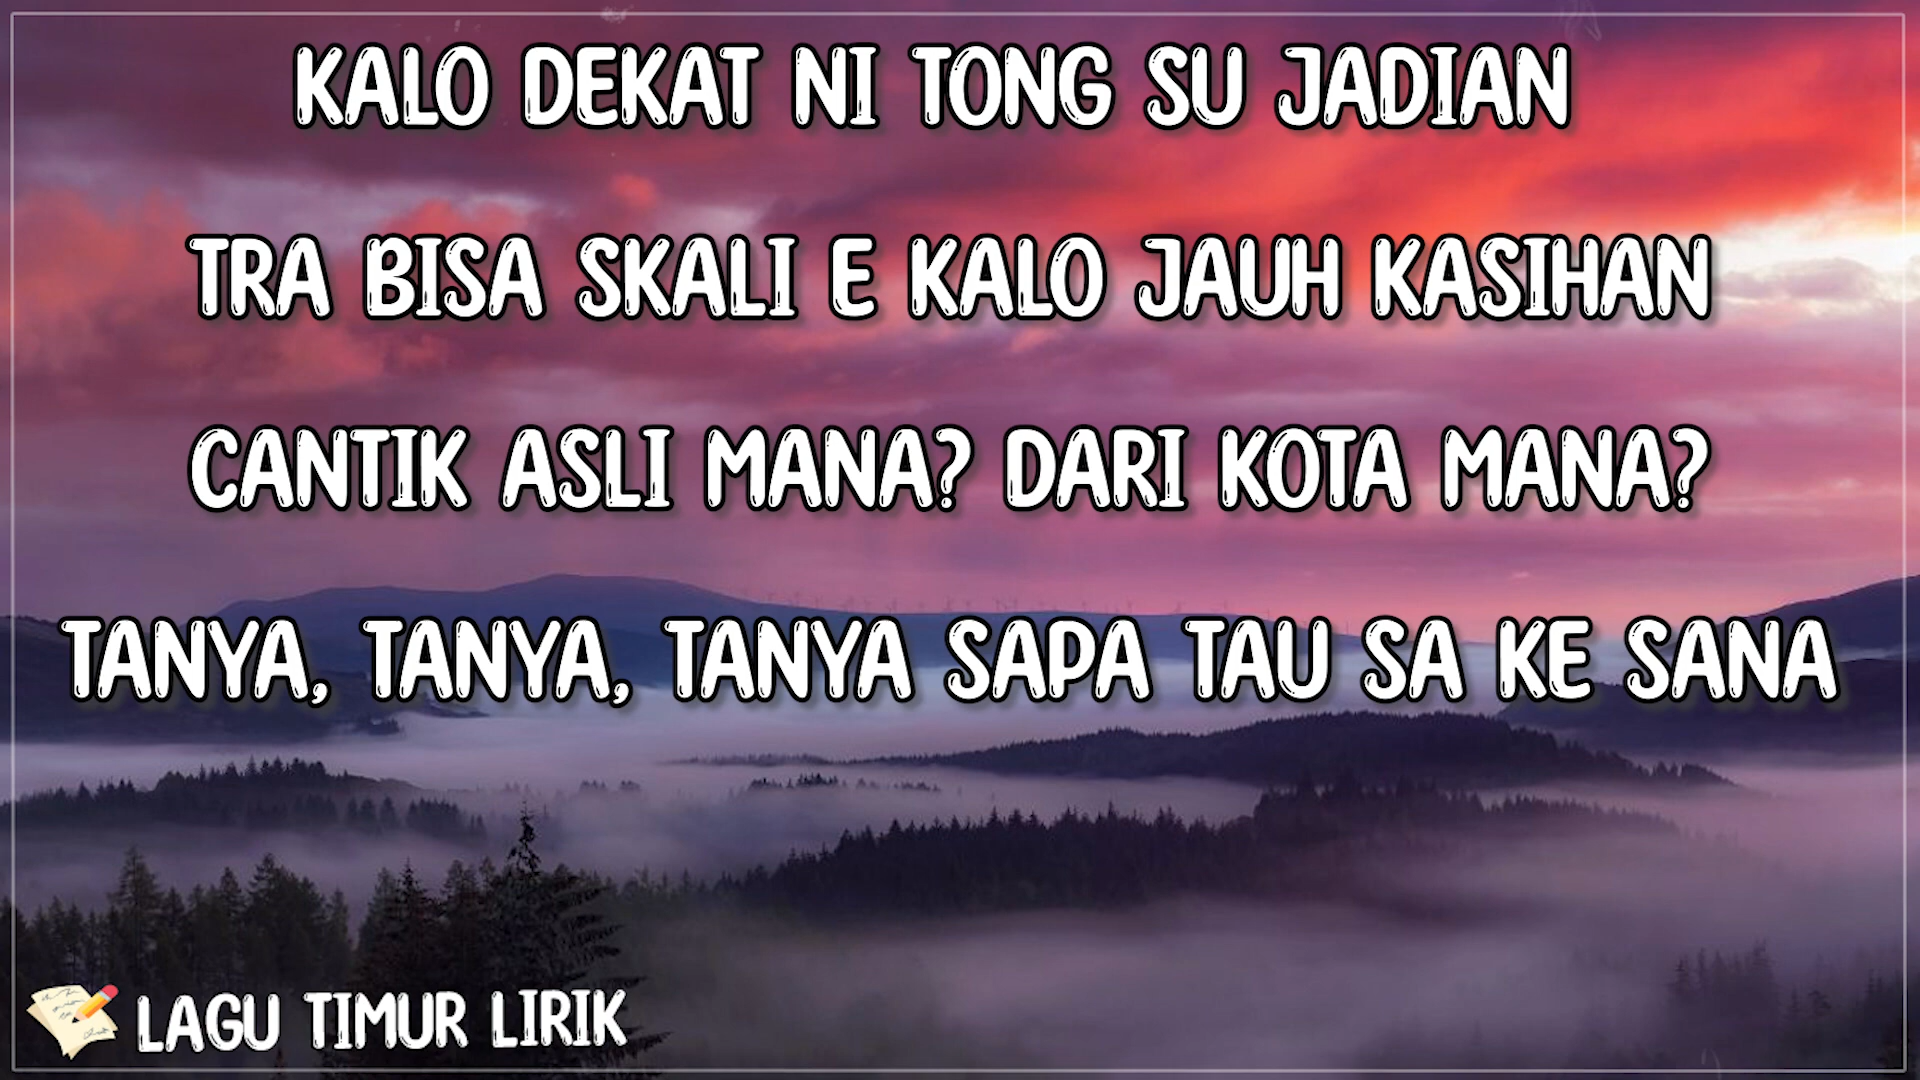 KALO DEKAT NI TONG SU JADIAN
TRA BISA SKALI E KALO JAUH KASIHAN
CANTIK ASLI MANA? DARI KOTA MANA?
TANYA, TANYA, TANYA SAPA TAU SA KE SANA
LAGU TIMUR LIRIK